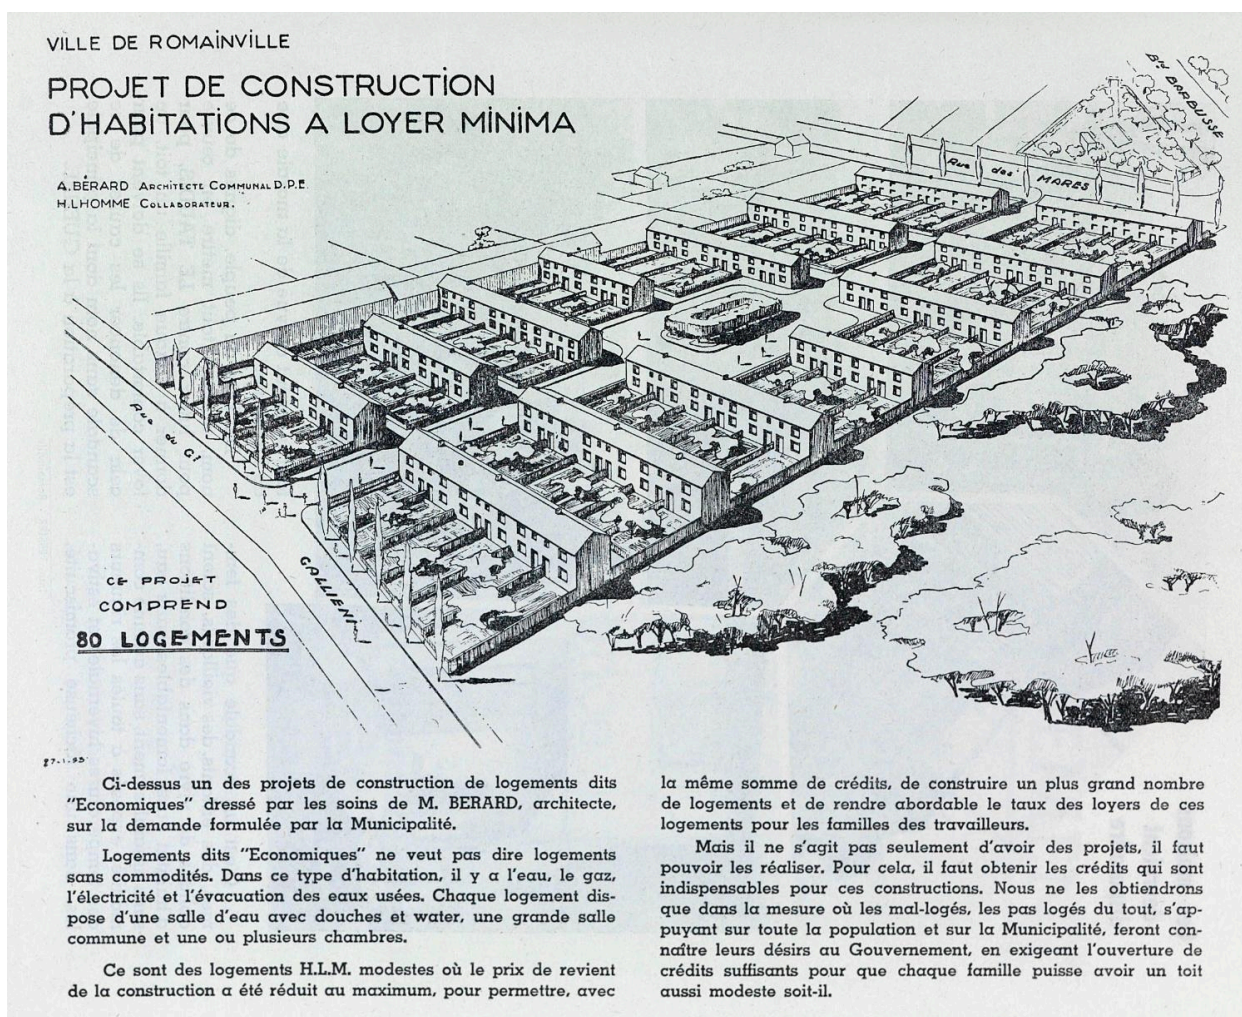 VILLE DE ROMAINVILLE
PROJET DE CONSTRUCTION
D'HABITATIONS A LOYER MINIMA
A. BÉRARD ARCHITECTE COMMUNAL D.P.E.
H. LHOMME COLLABORATEUR.
Bd BARBUSSE
Rue des MARES
Rue du Gl
GALLIENI
CE PROJET
COMPREND
80 LOGEMENTS
Ci-dessus un des projets de construction de logements dits
"Economiques" dressé par les soins de M. BERARD, architecte,
sur la demande formulée par la Municipalité.
Logements dits "Economiques" ne veut pas dire logements
sans commodités. Dans ce type d'habitation, il y a l'eau, le gaz,
l'électricité et l'évacuation des eaux usées. Chaque logement dis-
pose d'une salle d'eau avec douches et water, une grande salle
commune et une ou plusieurs chambres.
Ce sont des logements H.L.M. modestes où le prix de revient
de la construction a été réduit au maximum, pour permettre, avec
la même somme de crédits, de construire un plus grand nombre
de logements et de rendre abordable le taux des loyers de ces
logements pour les familles des travailleurs.
Mais il ne s'agit pas seulement d'avoir des projets, il faut
pouvoir les réaliser. Pour cela, il faut obtenir les crédits qui sont
indispensables pour ces constructions. Nous ne les obtiendrons
que dans la mesure où les mal-logés, les pas logés du tout, s'ap-
puyant sur toute la population et sur la Municipalité, feront con-
naître leurs désirs au Gouvernement, en exigeant l'ouverture de
crédits suffisants pour que chaque famille puisse avoir un toit
aussi modeste soit-il.